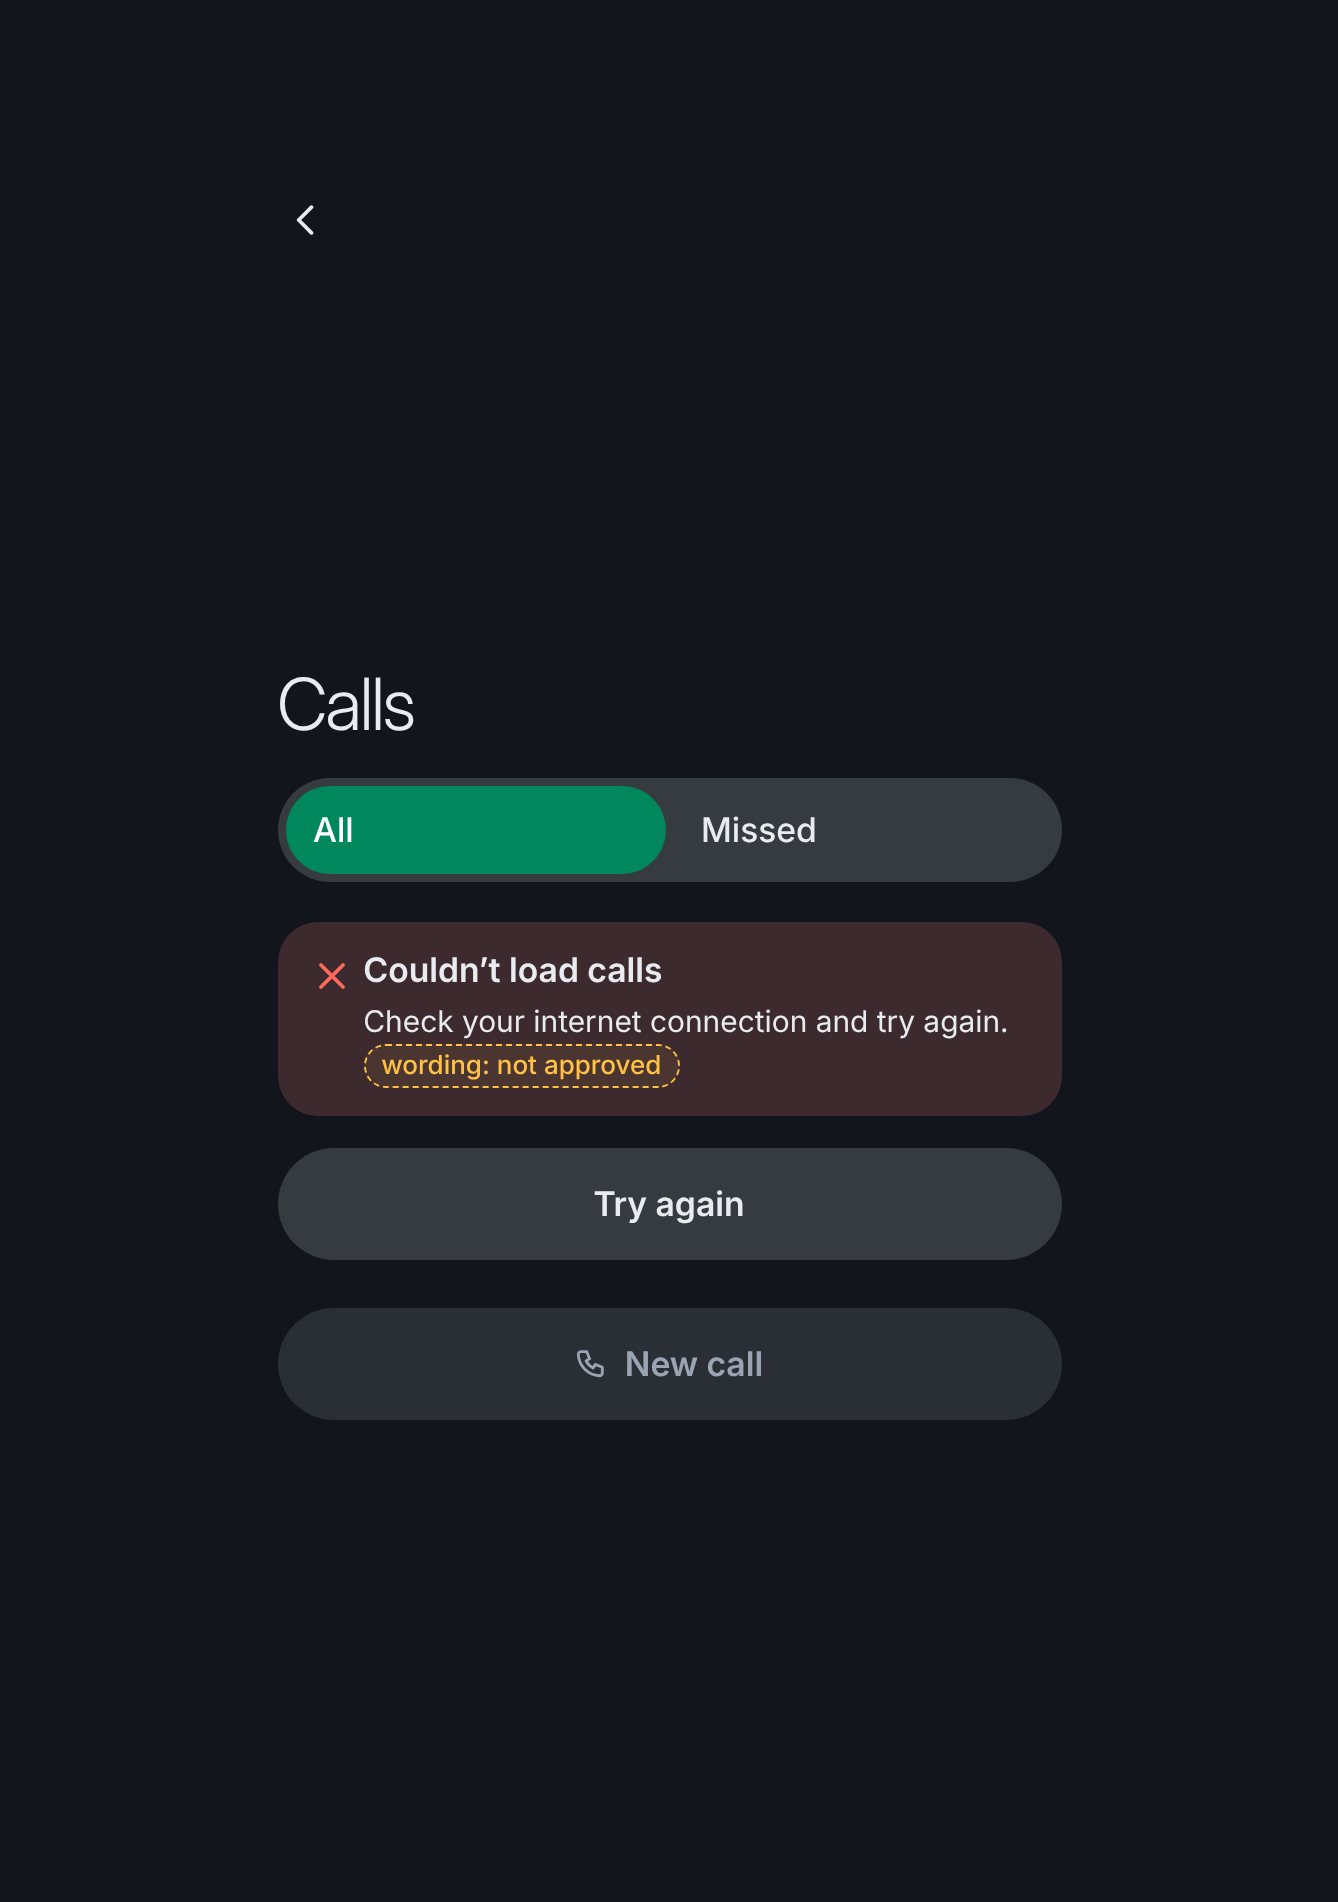 Calls
All
Missed
Couldn’t load calls
Check your internet connection and try again.
wording: not approved
Try again
New call